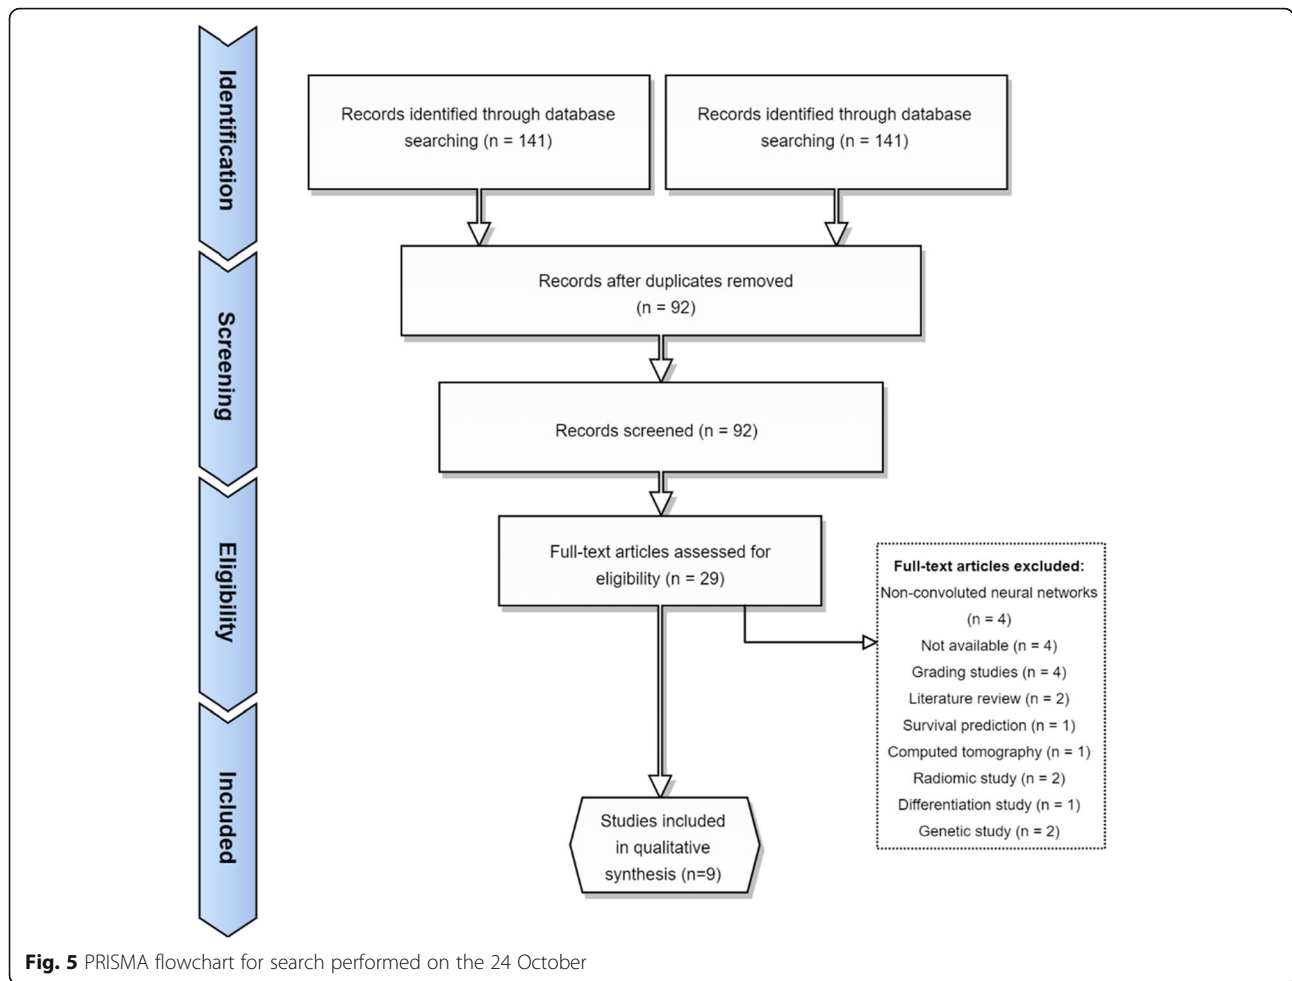 Identification
Records identified through database
searching (n = 141)
Records identified through database
searching (n = 141)
Screening
Records after duplicates removed
(n = 92)
Records screened (n = 92)
Eligibility
Full-text articles assessed for
eligibility (n = 29)
Full-text articles excluded:
Non-convoluted neural networks
(n = 4)
Not available (n = 4)
Grading studies (n = 4)
Literature review (n = 2)
Survival prediction (n = 1)
Computed tomography (n = 1)
Radiomic study (n = 2)
Differentiation study (n = 1)
Genetic study (n = 2)
Included
Studies included
in qualitative
synthesis (n=9)
Fig. 5 PRISMA flowchart for search performed on the 24 October